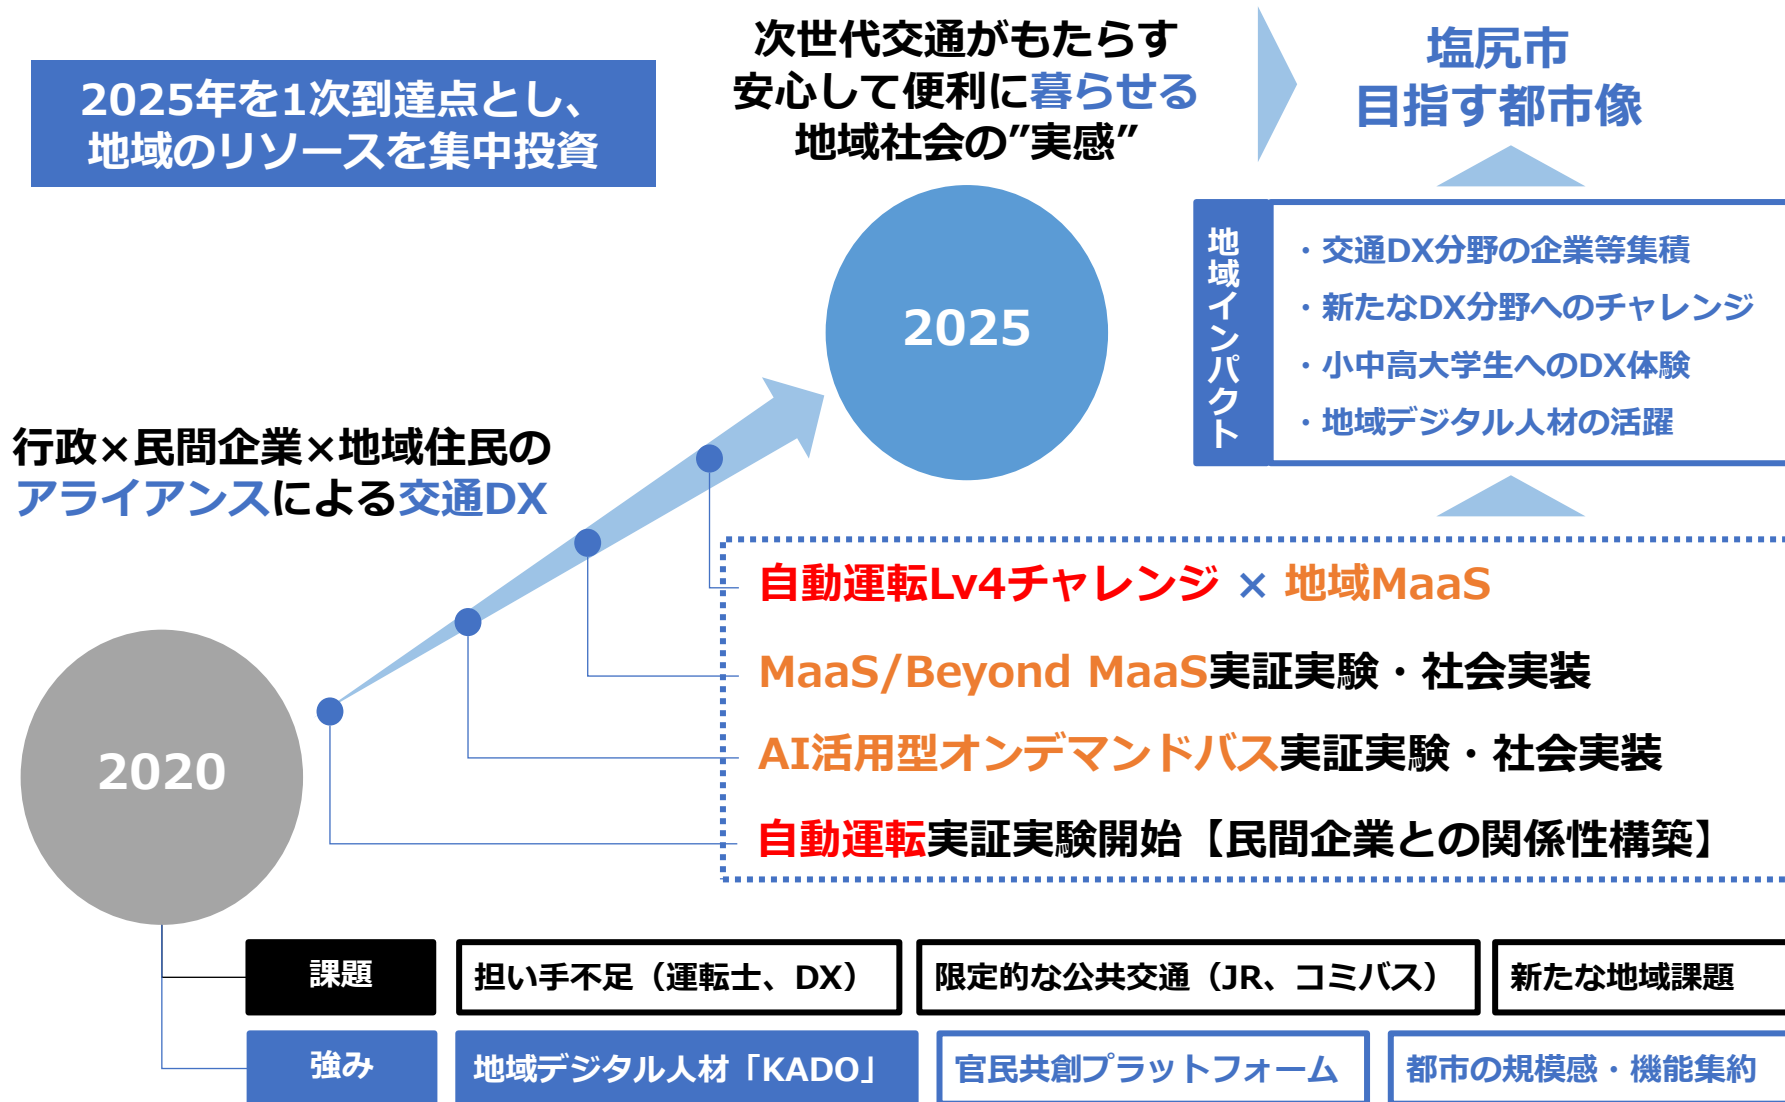 2025年を1次到達点とし、
地域のリソースを集中投資
次世代交通がもたらす
安心して便利に暮らせる
地域社会の”実感”
塩尻市
目指す都市像
地域インパクト
・交通DX分野の企業等集積
・新たなDX分野へのチャレンジ
・小中高大学生へのDX体験
・地域デジタル人材の活躍
2025
行政×民間企業×地域住民の
アライアンスによる交通DX
自動運転Lv4チャレンジ × 地域MaaS
MaaS/Beyond MaaS実証実験・社会実装
AI活用型オンデマンドバス実証実験・社会実装
自動運転実証実験開始【民間企業との関係性構築】
2020
課題
担い手不足（運転士、DX）
限定的な公共交通（JR、コミバス）
新たな地域課題
強み
地域デジタル人材「KADO」
官民共創プラットフォーム
都市の規模感・機能集約